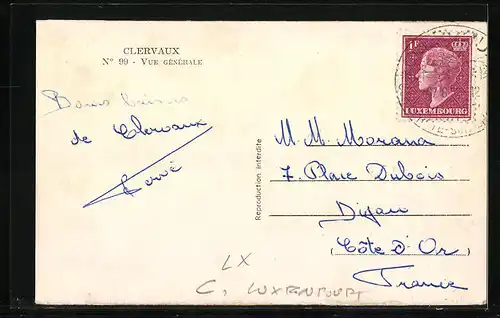 CLERVAUX
N° 99 - VUE GÉNÉRALE
Bons baisers
de Clervaux
Hervé
Reproduction interdite
1F
LUXEMBOURG
M. M. Morana
7. Place Dubois
Dijon
(Côte d'Or)
France
LX
C, LUXEMBOURT